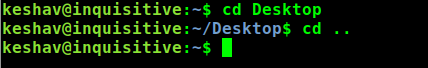 keshav@inquisitive:~$ cd Desktop
keshav@inquisitive:~/Desktop$ cd ..
keshav@inquisitive:~$